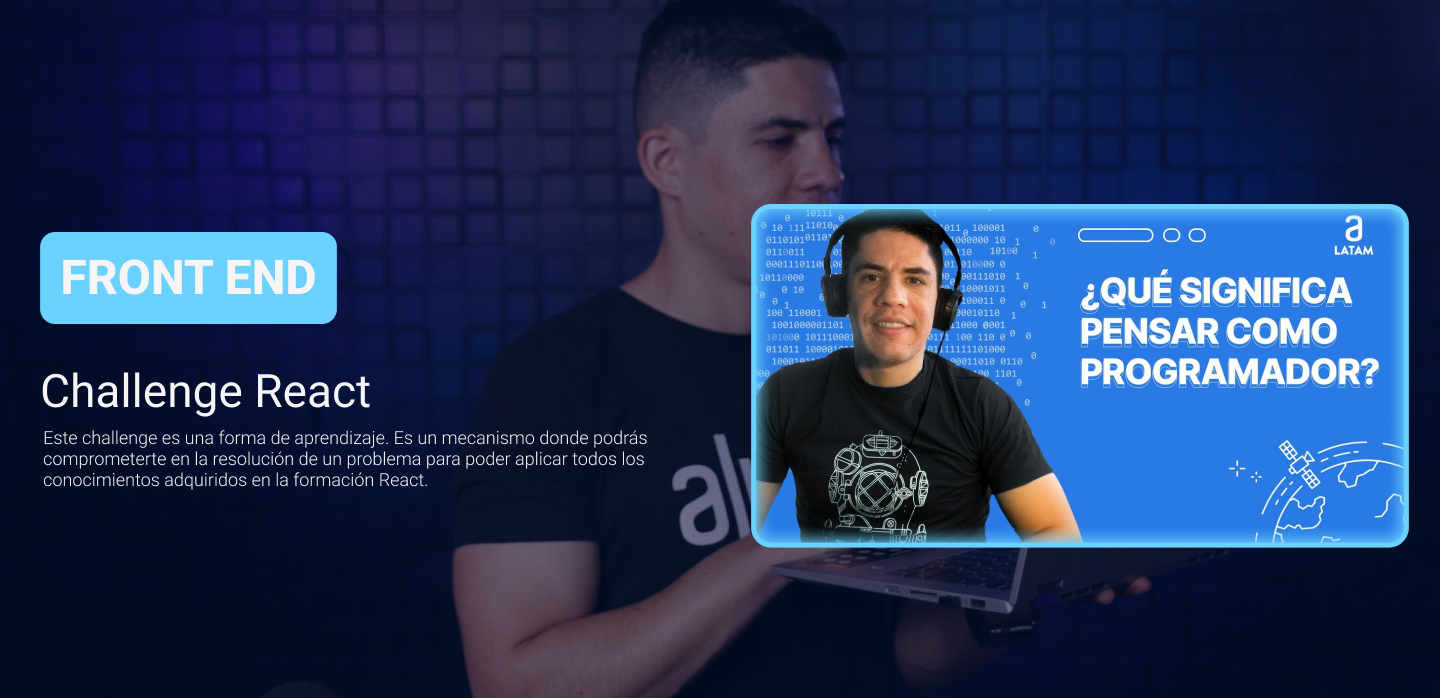 FRONT END
Challenge React
Este challenge es una forma de aprendizaje. Es un mecanismo donde podrás
comprometerte en la resolución de un problema para poder aplicar todos los
conocimientos adquiridos en la formación React.
al
a
LATAM
¿QUÉ SIGNIFICA
PENSAR COMO
PROGRAMADOR?